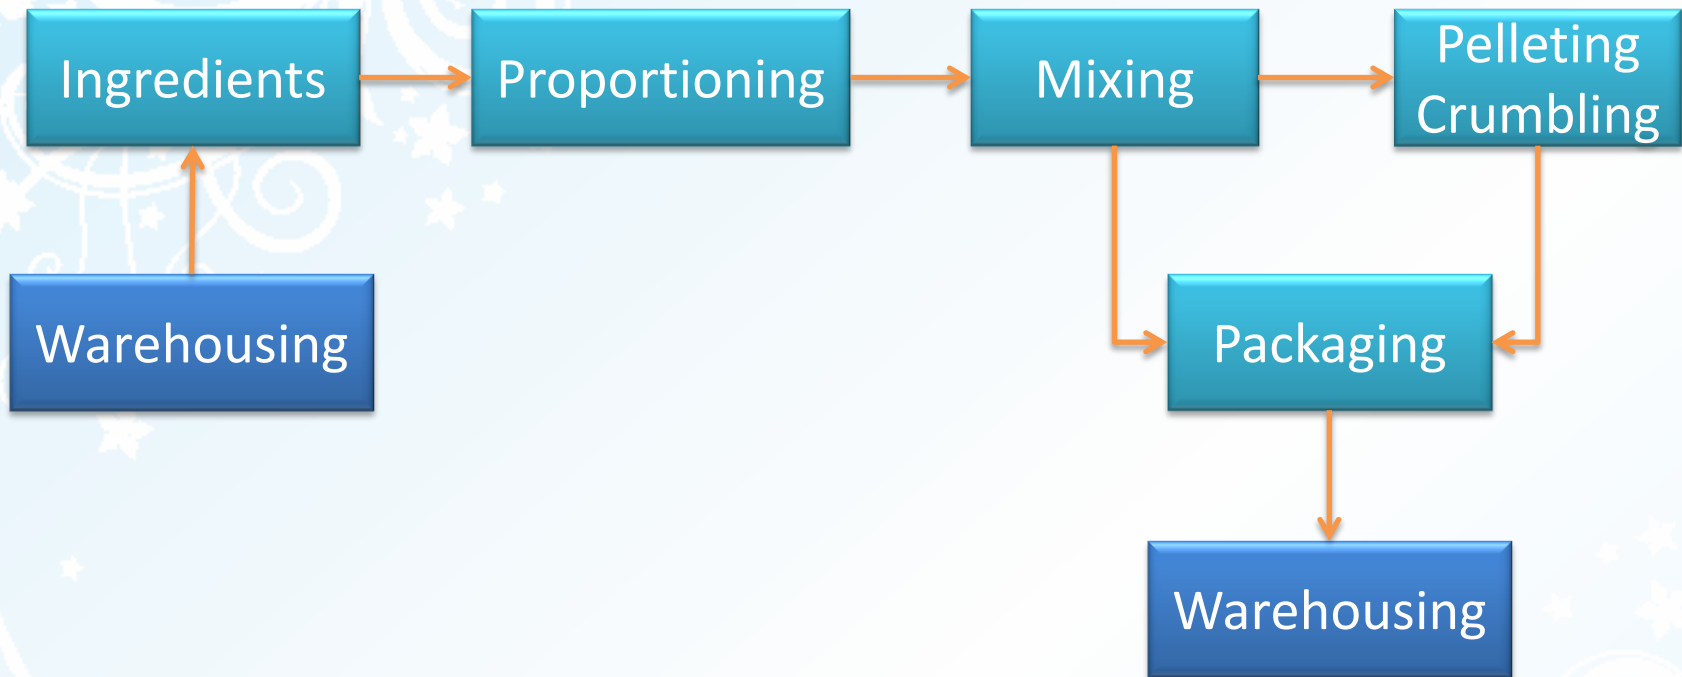 Ingredients
Proportioning
Mixing
Pelleting
Crumbling
Warehousing
Packaging
Warehousing